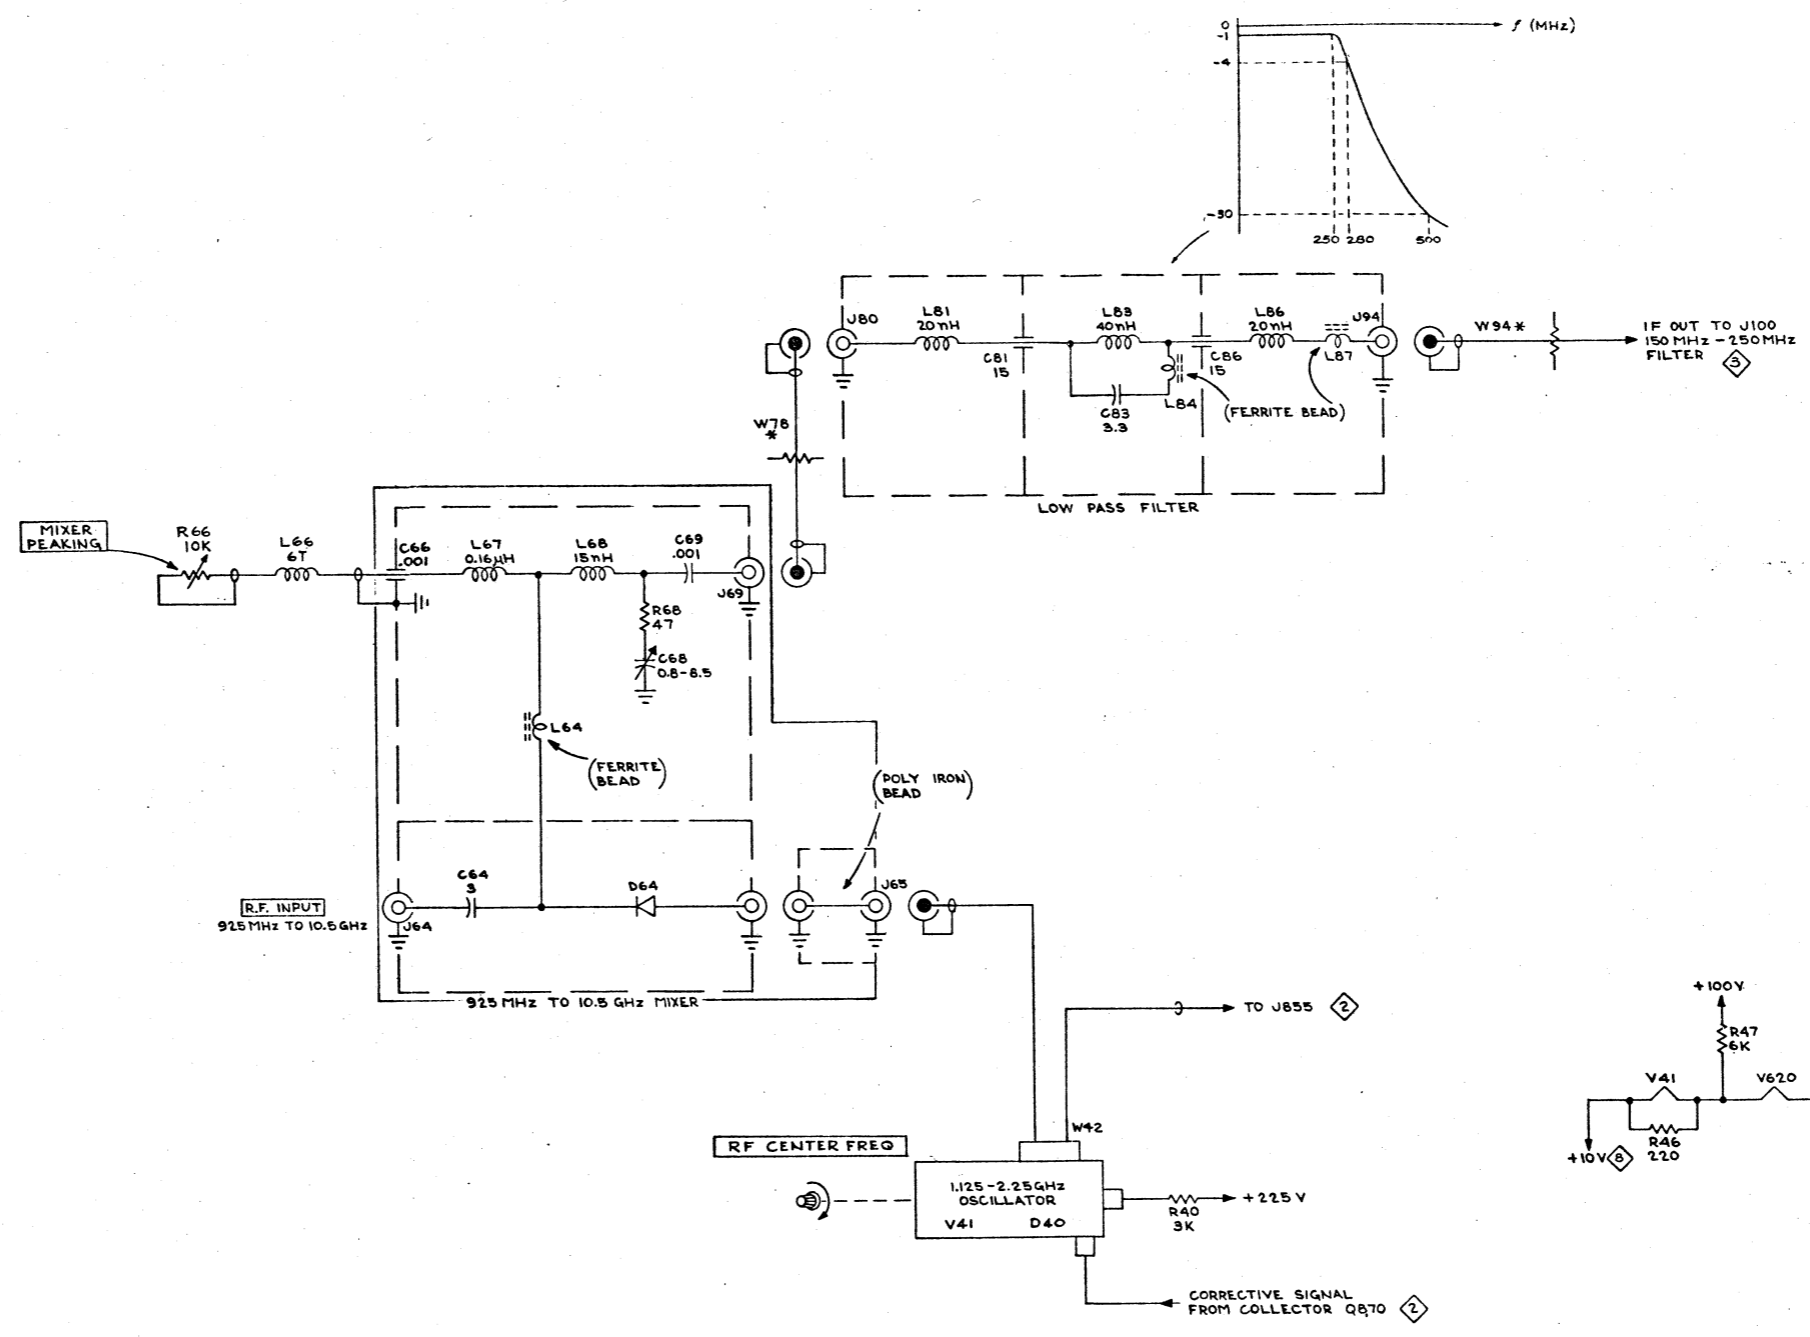 0
-1
-4
-30
f (MHz)
250 280 500
J80
L81
20nH
C81
15
L83
40nH
C83
3.3
L84
C86
15
L86
20nH
L87
J94
(FERRITE BEAD)
LOW PASS FILTER
W94*
IF OUT TO J100
150 MHz - 250 MHz
FILTER 3
W78
*
MIXER
PEAKING
R66
10K
L66
6T
C66
.001
L67
0.16µH
L68
15nH
C69
.001
J69
R68
47
C68
0.8-8.5
L64
(FERRITE
BEAD)
(POLY IRON
BEAD)
R.F. INPUT
925 MHz TO 10.5 GHz
J64
C64
3
D64
J65
925 MHz TO 10.5 GHz MIXER
TO J855 2
W42
RF CENTER FREQ
1.125-2.25GHz
OSCILLATOR
V41 D40
R40
3K
+225 V
CORRECTIVE SIGNAL
FROM COLLECTOR Q870 2
+100V
R47
6K
V41
V620
R46
220
+10V 8